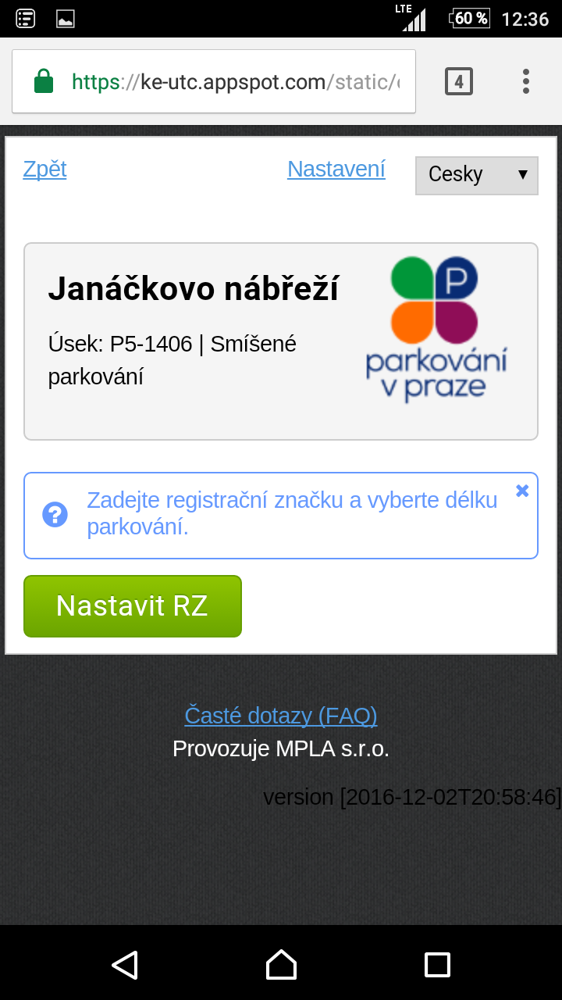 LTE
60 %
12:36
https://ke-utc.appspot.com/static/
4
Zpět
Nastavení
Cesky
Janáčkovo nábřeží
Úsek: P5-1406 | Smíšené
parkování
P
parkování
v praze
Zadejte registrační značku a vyberte délku
parkování.
Nastavit RZ
Časté dotazy (FAQ)
Provozuje MPLA s.r.o.
version [2016-12-02T20:58:46]